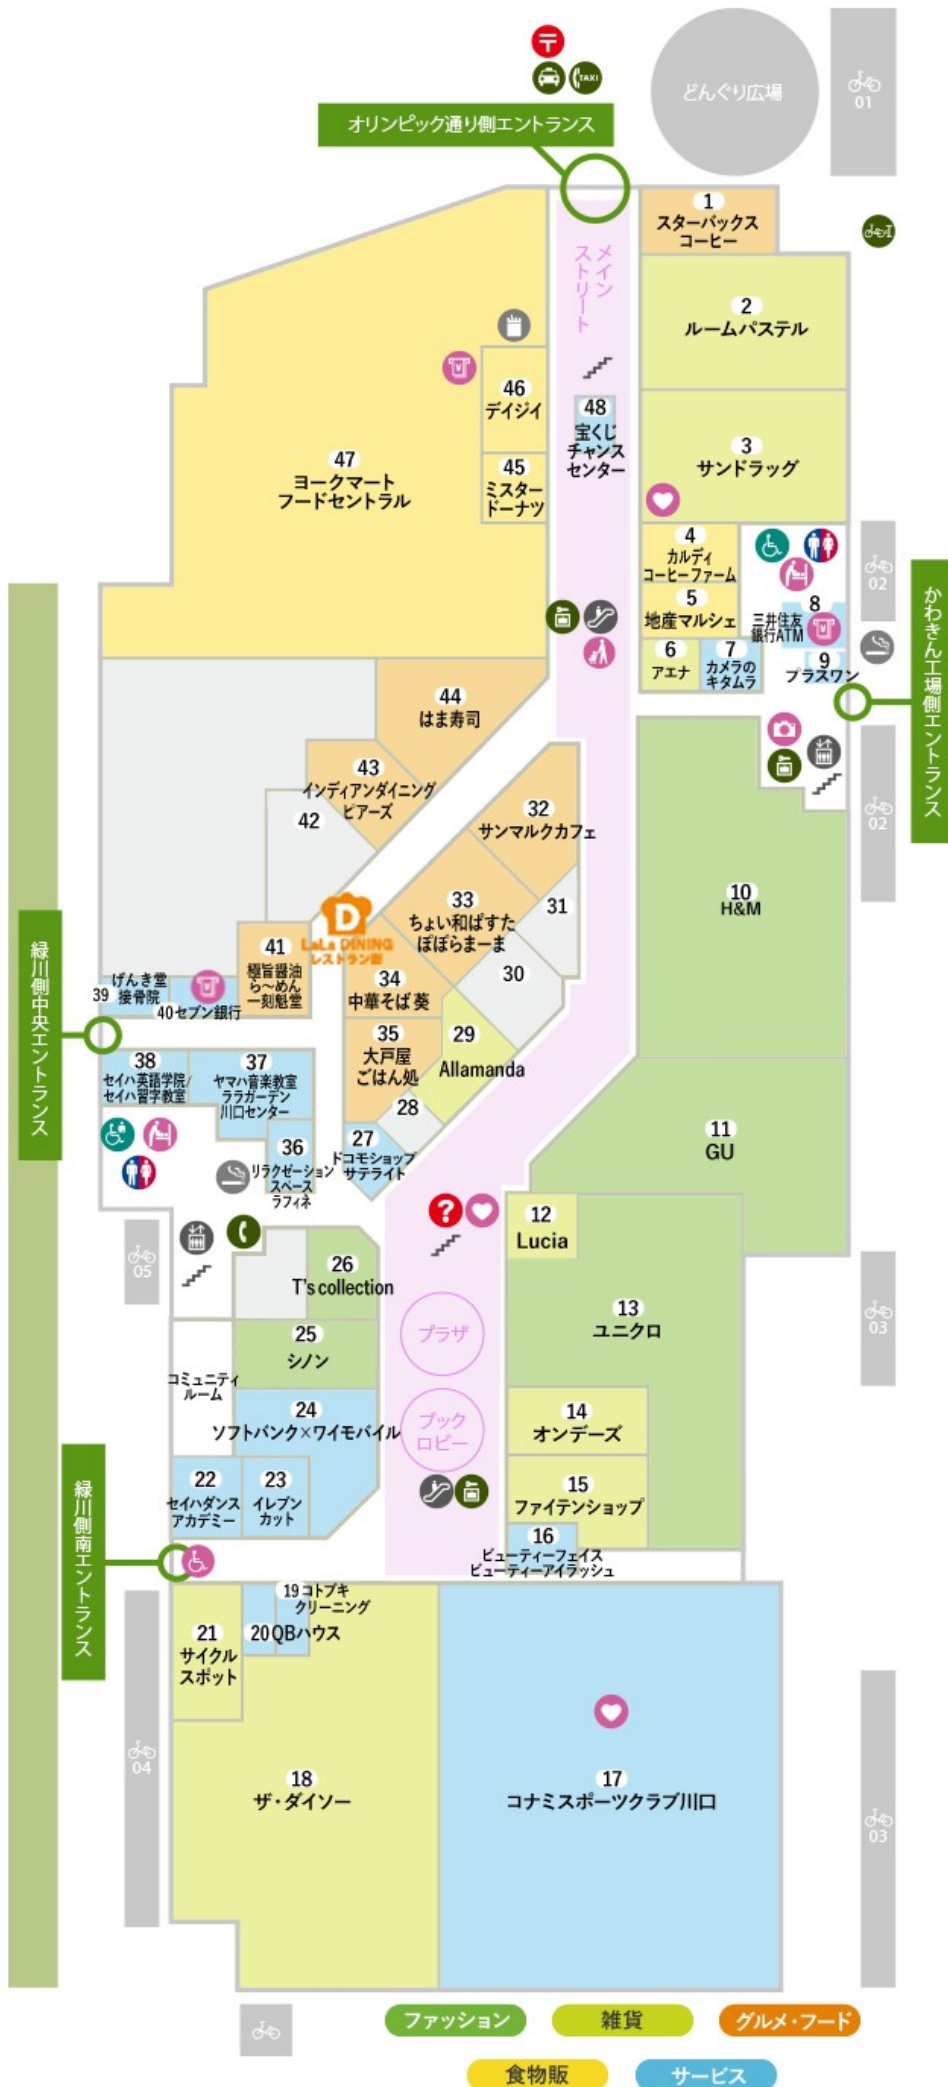 〒
TAXI
どんぐり広場
01
オリンピック通り側エントランス
1
スターバックス
コーヒー
メイン
ストリート
2
ルームパステル
46
デイジイ
48
宝くじ
チャンス
センター
3
サンドラッグ
47
ヨークマート
フードセントラル
45
ミスター
ドーナツ
4
カルディ
コーヒーファーム
02
5
地産マルシェ
8
三井住友
銀行ATM
かわきん工場側エントランス
6
アエナ
7
カメラの
キタムラ
9
プラスワン
44
はま寿司
43
インディアンダイニング
ピアーズ
32
サンマルクカフェ
02
42
10
H&M
33
ちょい和ぱすた
ぽぽらまーま
31
D
LaLa DINING
レストラン街
41
極旨醤油
ら〜めん
一刻魁堂
34
中華そば 葵
30
緑川側中央エントランス
39
げんき堂
接骨院
40 セブン銀行
35
大戸屋
ごはん処
29
Allamanda
38
セイハ英語学院/
セイハ習字教室
37
ヤマハ音楽教室
ララガーデン
川口センター
28
11
GU
36
リラクゼーション
スペース
ラフィネ
27
ドコモショップ
サテライト
?
12
Lucia
05
26
T's collection
13
ユニクロ
03
プラザ
25
シノン
コミュニティ
ルーム
24
ソフトバンク×ワイモバイル
ブック
ロビー
14
オンデーズ
緑川側南エントランス
22
セイハダンス
アカデミー
23
イレブン
カット
15
ファイテンショップ
16
ビューティーフェイス
ビューティーアイラッシュ
19 コトブキ
クリーニング
20 QBハウス
21
サイクル
スポット
04
18
ザ・ダイソー
17
コナミスポーツクラブ川口
03
ファッション
雑貨
グルメ・フード
食物販
サービス